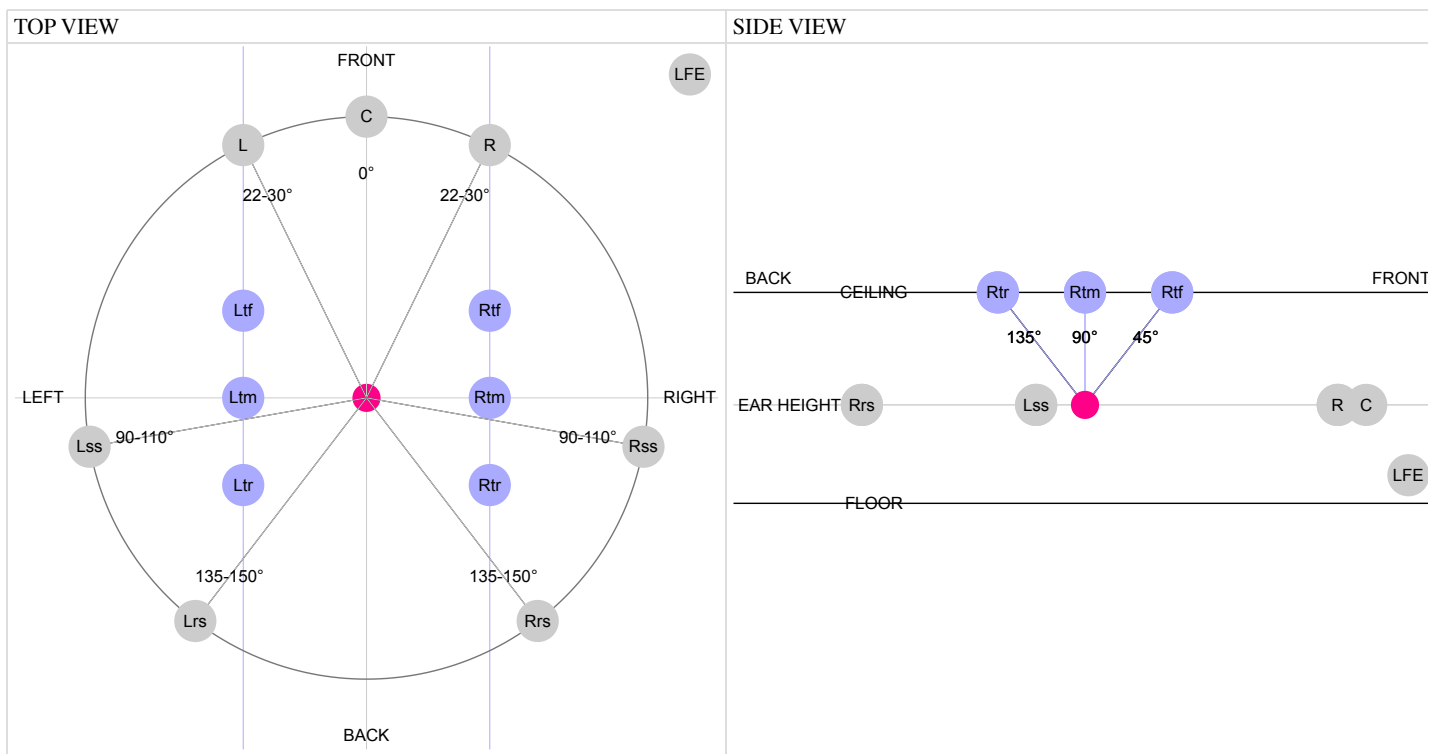 TOP VIEW
FRONT
LFE
C
L
R
0°
22-30°
22-30°
Ltf
Rtf
LEFT
Ltm
Rtm
RIGHT
90-110°
90-110°
Lss
Rss
Ltr
Rtr
135-150°
135-150°
Lrs
Rrs
BACK
SIDE VIEW
BACK
CEILING
Rtr
Rtm
Rtf
FRONT
135°
90°
45°
EAR HEIGHT
Rrs
Lss
R
C
LFE
FLOOR